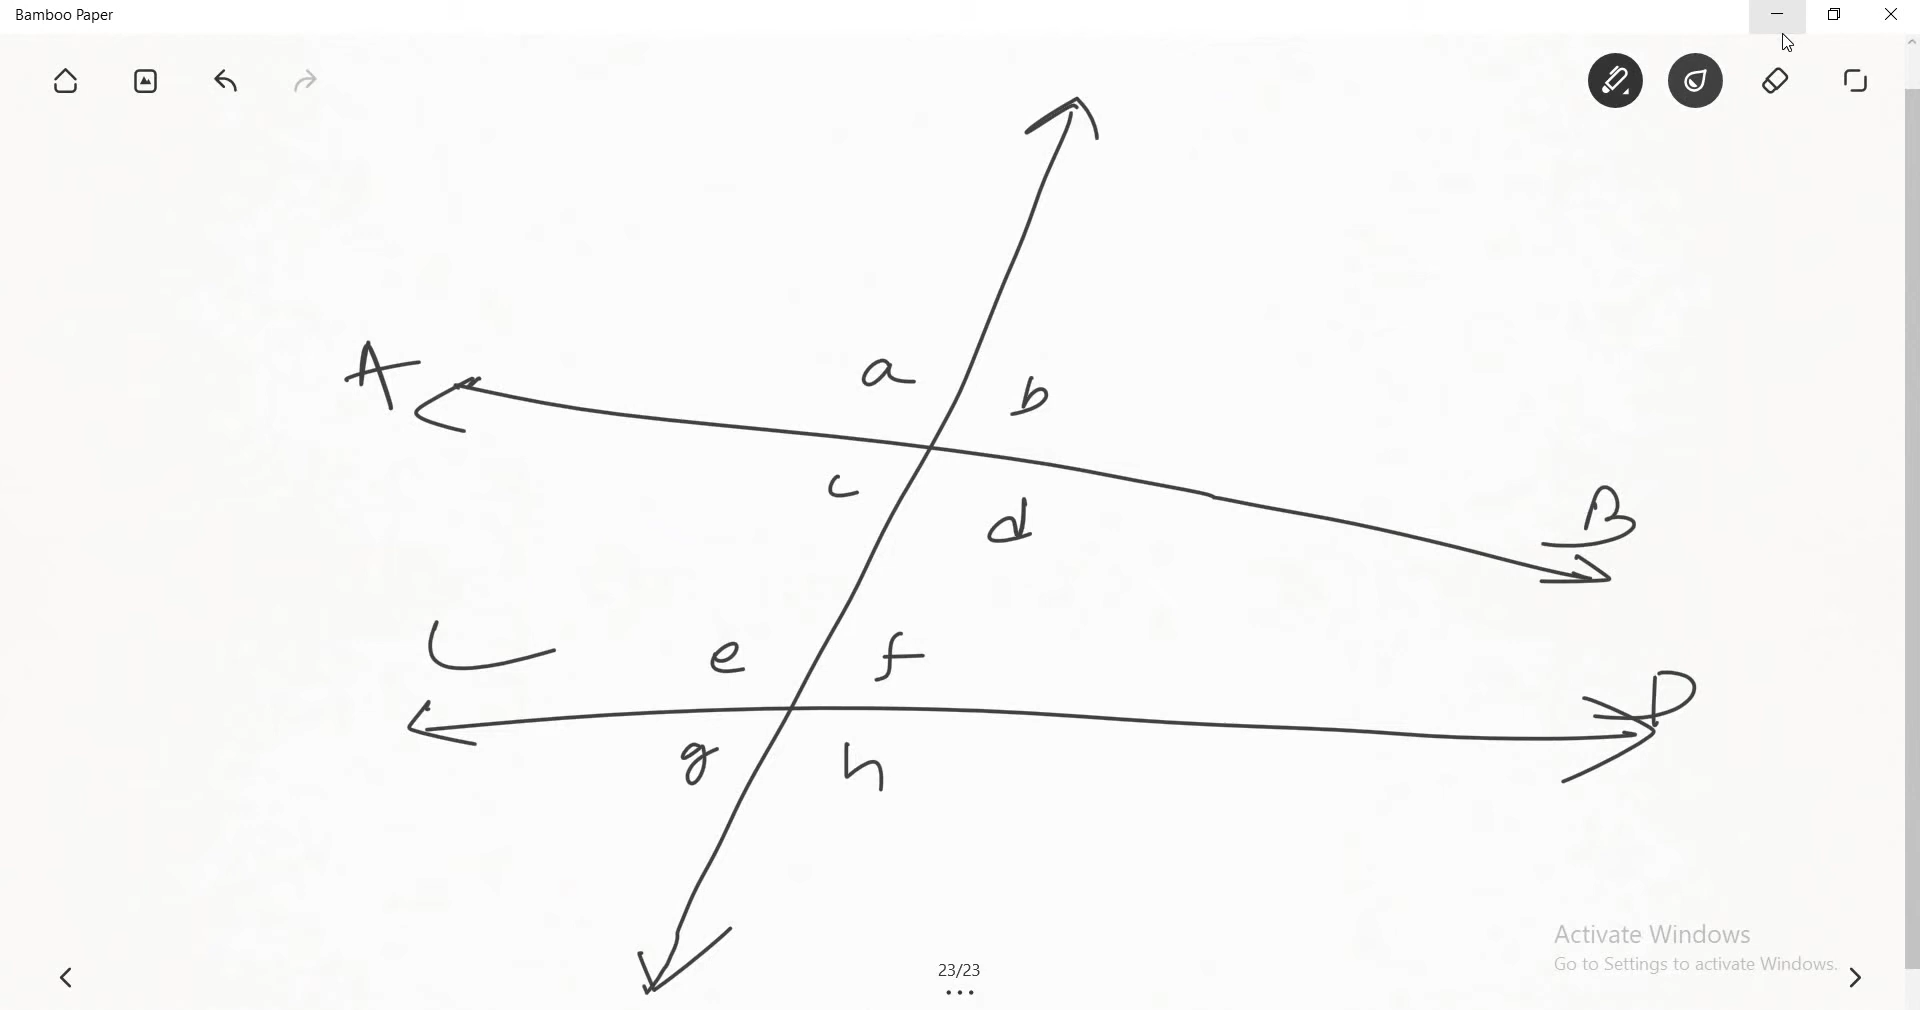 Bamboo Paper
A
a
b
c
d
B
C
e
f
D
g
h
Activate Windows
Go to Settings to activate Windows.
23/23